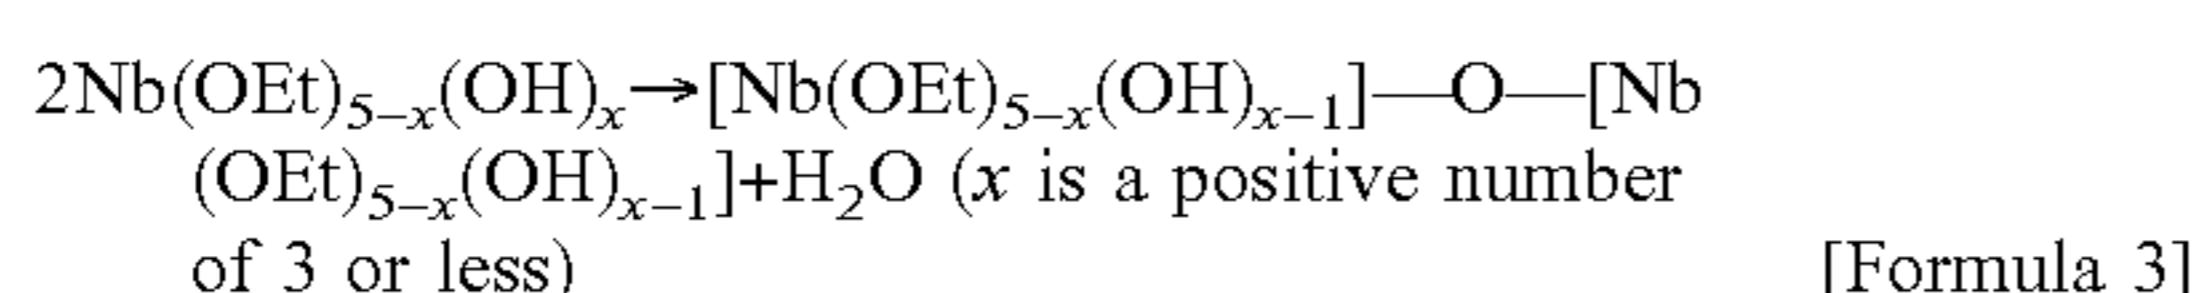 2Nb(OEt)₅₋ₓ(OH)ₓ→[Nb(OEt)₅₋ₓ(OH)ₓ₋₁]—O—[Nb
(OEt)₅₋ₓ(OH)ₓ₋₁]+H₂O (x is a positive number
of 3 or less) [Formula 3]